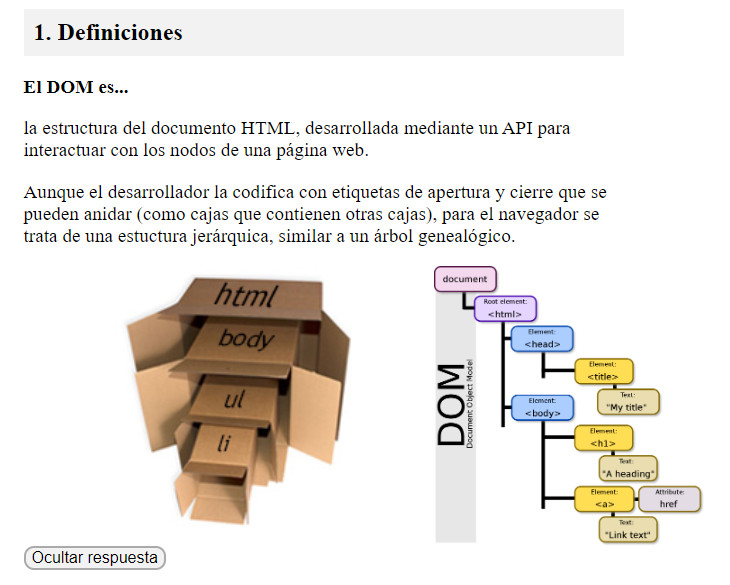 1. Definiciones
El DOM es...
la estructura del documento HTML, desarrollada mediante un API para
interactuar con los nodos de una página web.
Aunque el desarrollador la codifica con etiquetas de apertura y cierre que se
pueden anidar (como cajas que contienen otras cajas), para el navegador se
trata de una estuctura jerárquica, similar a un árbol genealógico.
html
body
ul
li
DOM
Document Object Model
document
Root element:
<html>
Element:
<head>
Element:
<title>
Text:
"My title"
Element:
<body>
Element:
<h1>
Text:
"A heading"
Element:
<a>
Attribute:
href
Text:
"Link text"
Ocultar respuesta